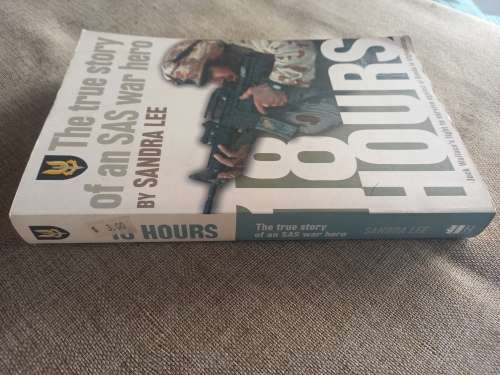 The true story
of an SAS war hero
BY SANDRA LEE
18
HOURS
$ 3.00
18 HOURS
The true story
of an SAS war hero
SANDRA LEE